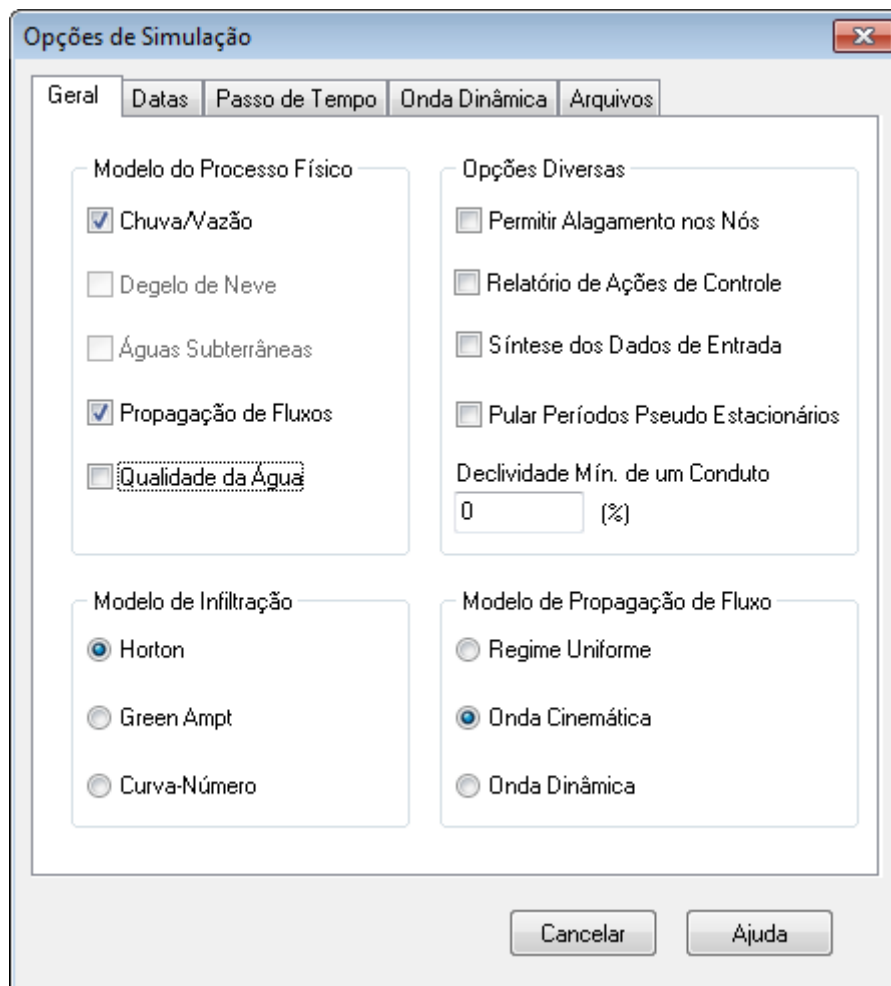 Opções de Simulação
Geral
Datas
Passo de Tempo
Onda Dinâmica
Arquivos
Modelo do Processo Físico
Chuva/Vazão
Degelo de Neve
Águas Subterrâneas
Propagação de Fluxos
Qualidade da Água
Opções Diversas
Permitir Alagamento nos Nós
Relatório de Ações de Controle
Síntese dos Dados de Entrada
Pular Períodos Pseudo Estacionários
Declividade Mín. de um Conduto
0 (%)
Modelo de Infiltração
Horton
Green Ampt
Curva-Número
Modelo de Propagação de Fluxo
Regime Uniforme
Onda Cinemática
Onda Dinâmica
Cancelar
Ajuda